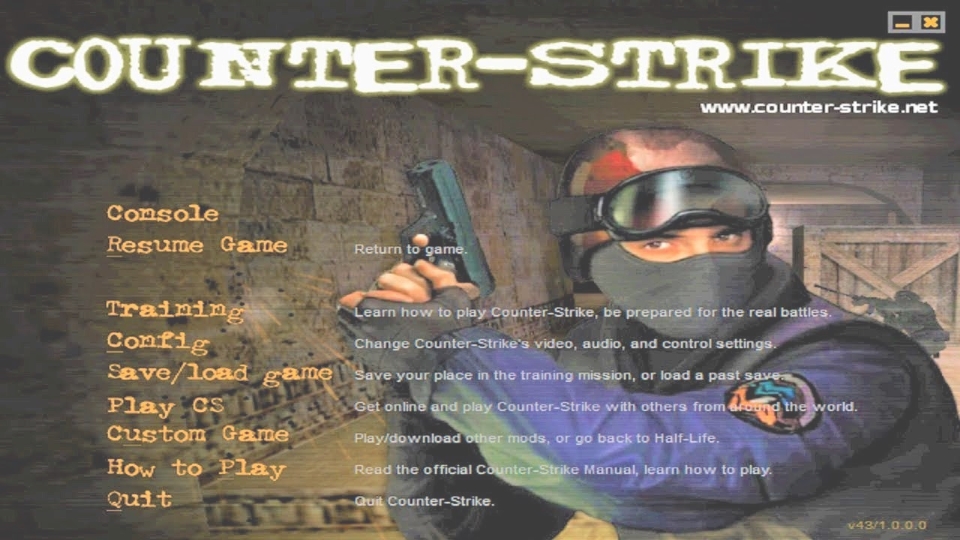 COUNTER-STRIKE
www.counter-strike.net
Console
Resume Game Return to game.
Training Learn how to play Counter-Strike, be prepared for the real battles.
Config Change Counter-Strike's video, audio, and control settings.
Save/load game Save your place in the training mission, or load a past save.
Play CS Get online and play Counter-Strike with others from around the world.
Custom Game Play/download other mods, or go back to Half-Life.
How to Play Read the official Counter-Strike Manual, learn how to play.
Quit Quit Counter-Strike.
v43/1.0.0.0